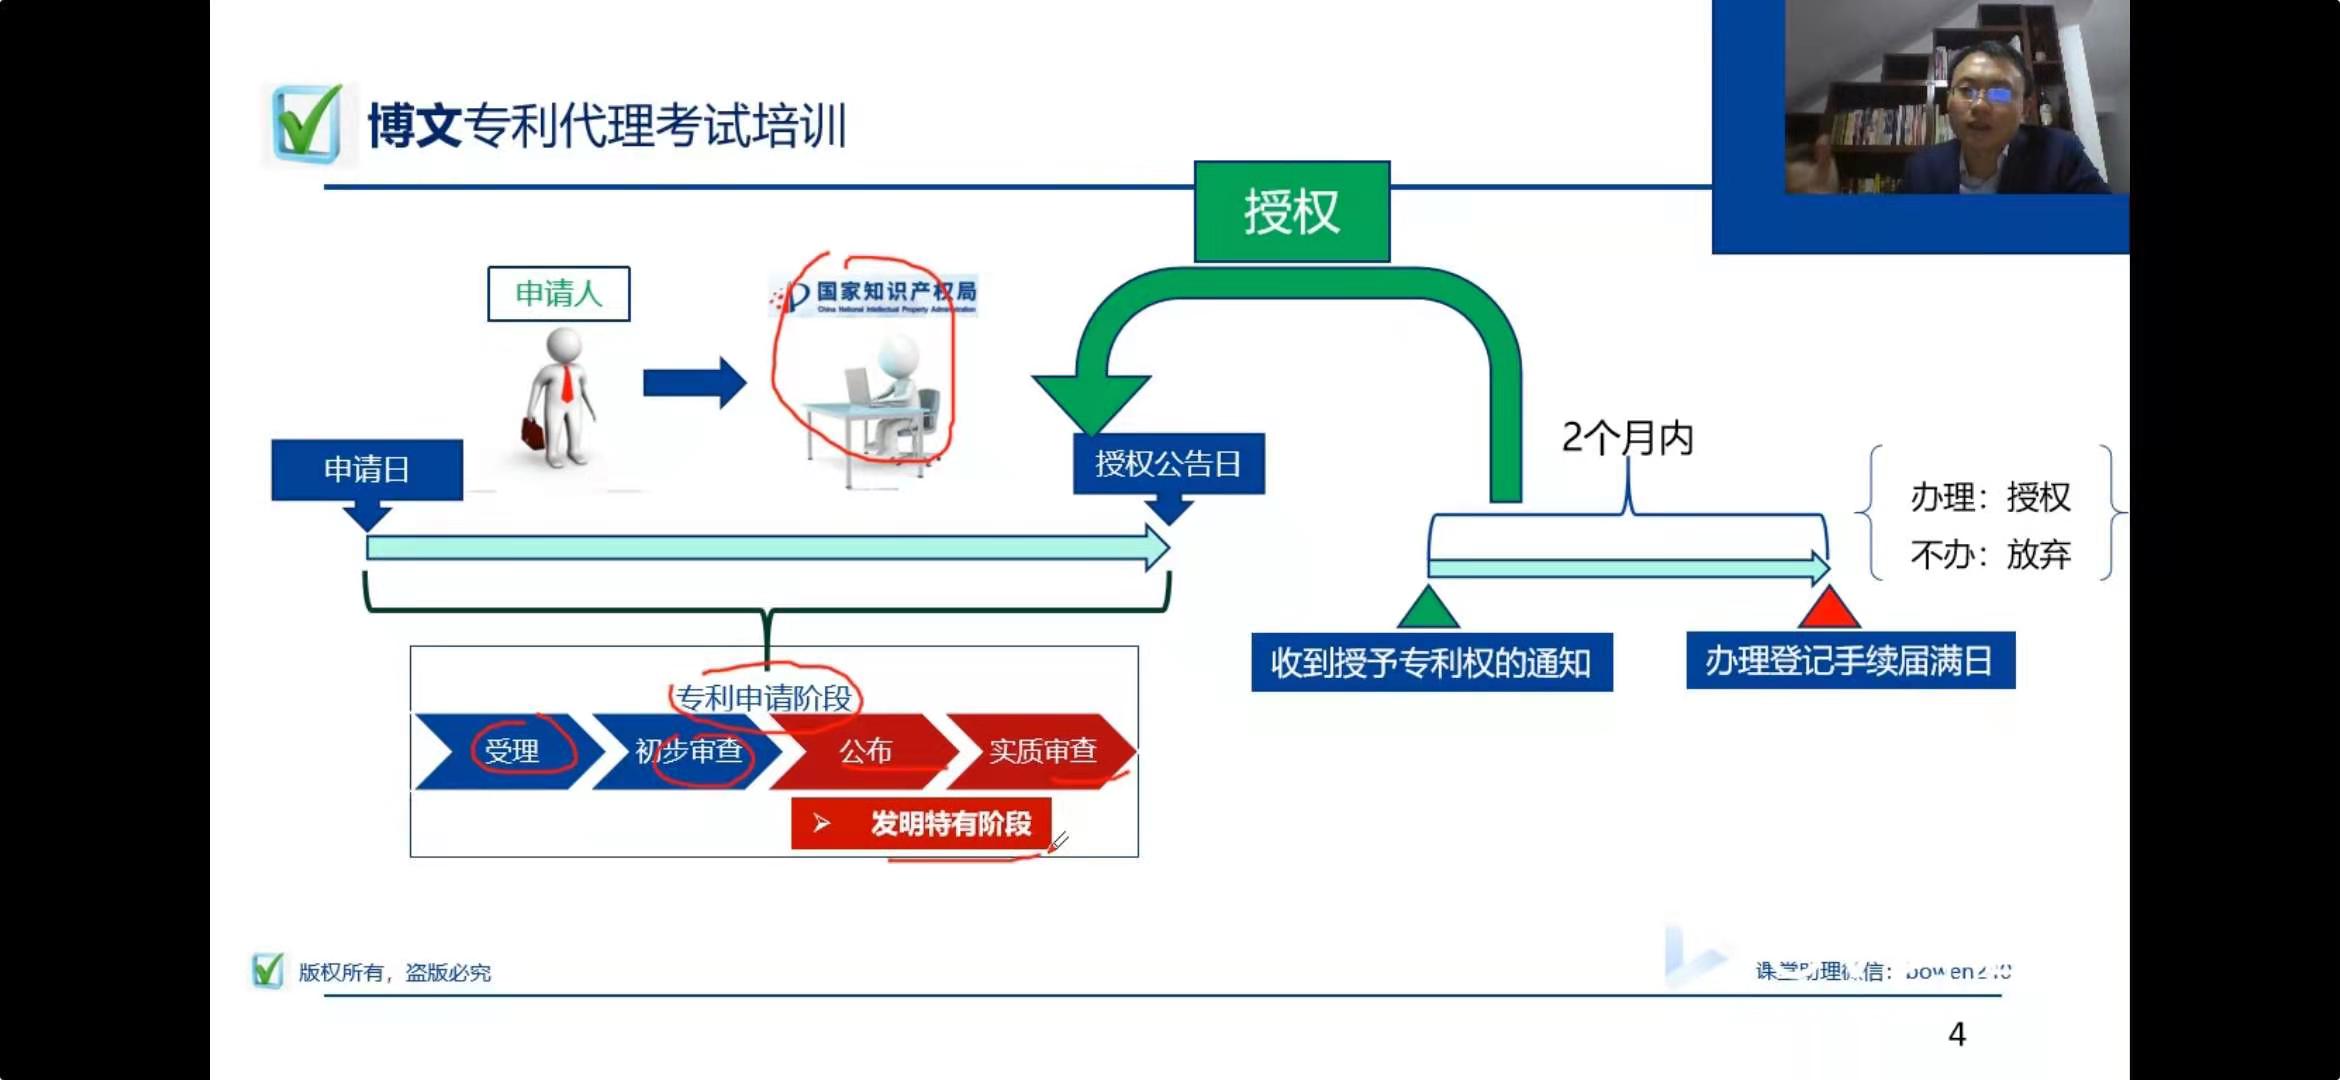 博文专利代理考试培训
授权
申请人
国家知识产权局
China National Intellectual Property Administration
申请日
授权公告日
2个月内
办理：授权
不办：放弃
收到授予专利权的通知
办理登记手续届满日
专利申请阶段
受理
初步审查
公布
实质审查
➢ 发明特有阶段
版权所有，盗版必究
课堂助理微信：
4